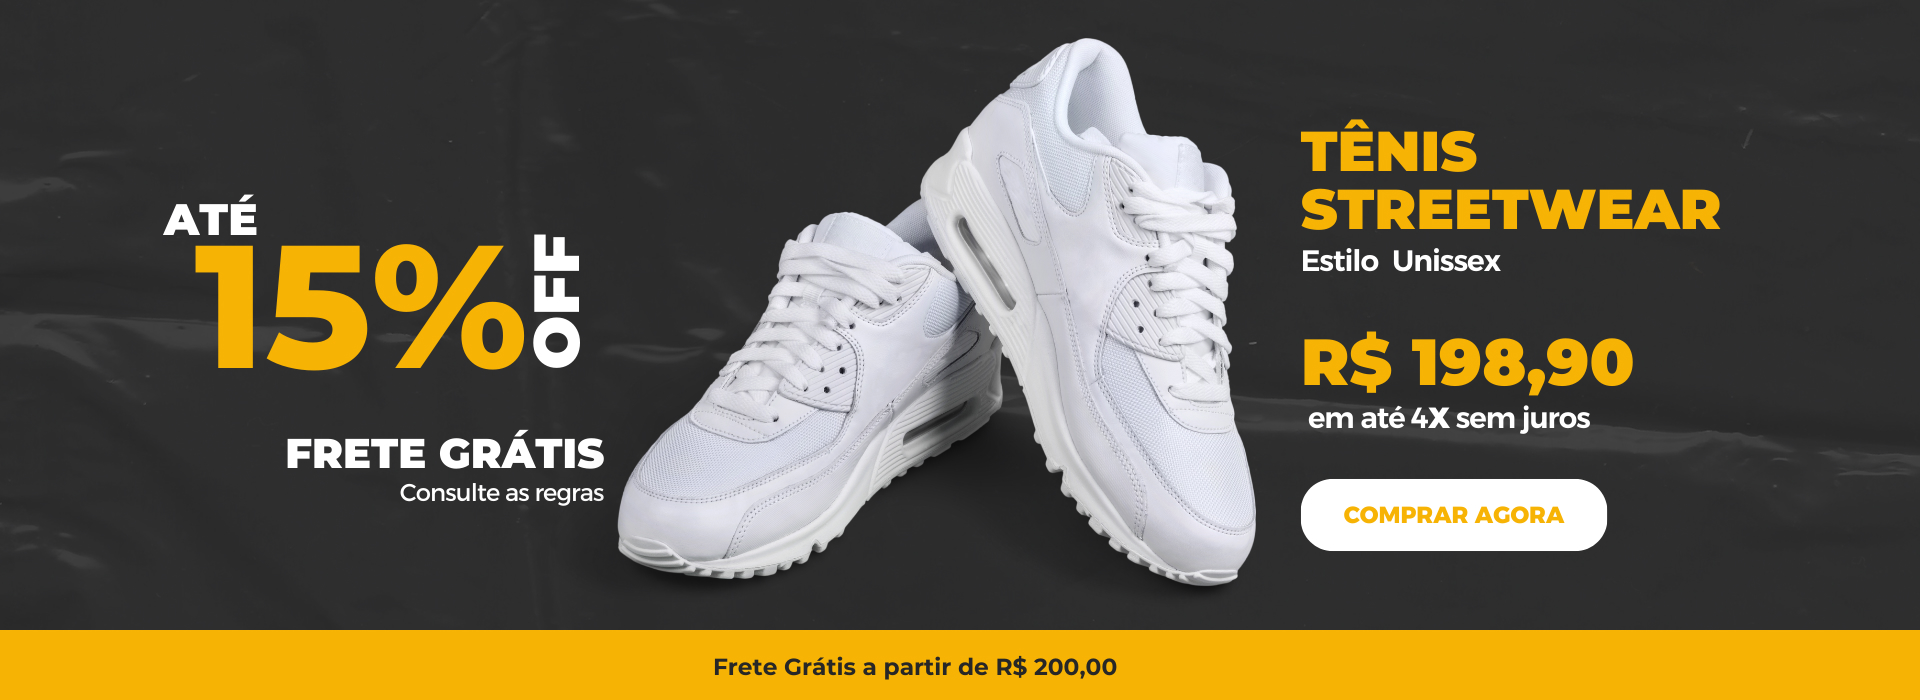 ATÉ
15% OFF
FRETE GRÁTIS
Consulte as regras
TÊNIS
STREETWEAR
Estilo Unissex
R$ 198,90
em até 4X sem juros
COMPRAR AGORA
Frete Grátis a partir de R$ 200,00